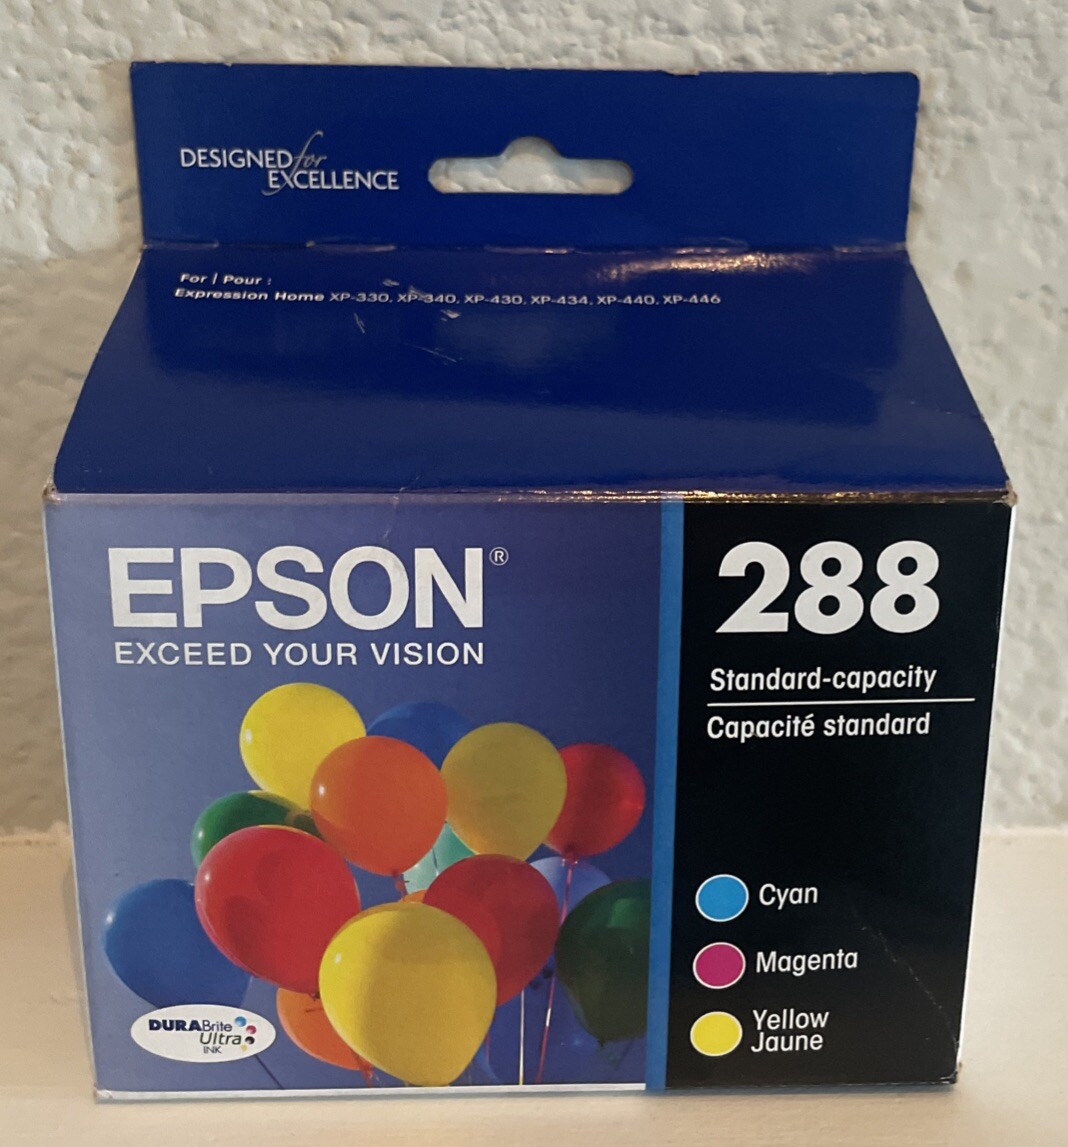 DESIGNED for
EXCELLENCE
For | Pour :
Expression Home XP-330, XP-340, XP-430, XP-434, XP-440, XP-446
EPSON®
EXCEED YOUR VISION
288
Standard-capacity
Capacité standard
Cyan
Magenta
Yellow
Jaune
DURABrite
Ultra
INK